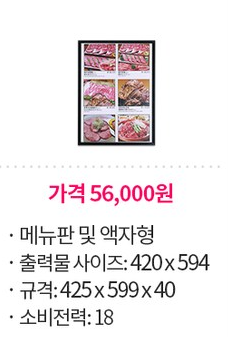 가격 56,000원
· 메뉴판 및 액자형
· 출력물 사이즈: 420 x 594
· 규격: 425 x 599 x 40
· 소비전력: 18